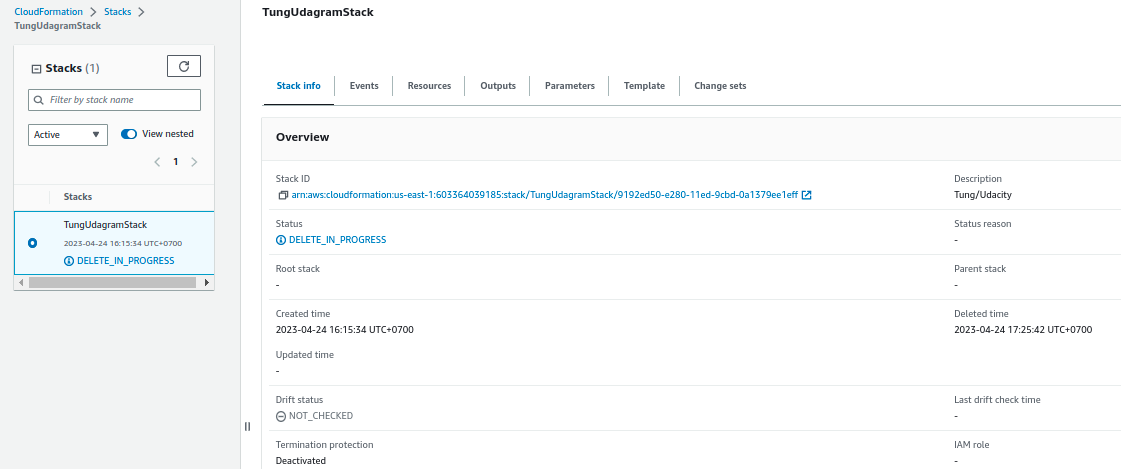 CloudFormation > Stacks >
TungUdagramStack
Stacks (1)
Filter by stack name
Active
View nested
1
Stacks
TungUdagramStack
2023-04-24 16:15:34 UTC+0700
DELETE_IN_PROGRESS
TungUdagramStack
Stack info
Events
Resources
Outputs
Parameters
Template
Change sets
Overview
Stack ID
arn:aws:cloudformation:us-east-1:603364039185:stack/TungUdagramStack/9192ed50-e280-11ed-9cbd-0a1379ee1eff
Description
Tung/Udacity
Status
DELETE_IN_PROGRESS
Status reason
-
Root stack
-
Parent stack
-
Created time
2023-04-24 16:15:34 UTC+0700
Deleted time
2023-04-24 17:25:42 UTC+0700
Updated time
-
Drift status
NOT_CHECKED
Last drift check time
-
Termination protection
Deactivated
IAM role
-